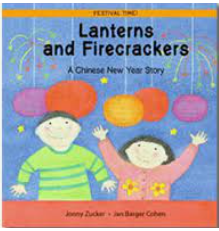 FESTIVAL TIME!
Lanterns
and Firecrackers
A Chinese New Year Story
Jonny Zucker • Jan Barger Cohen